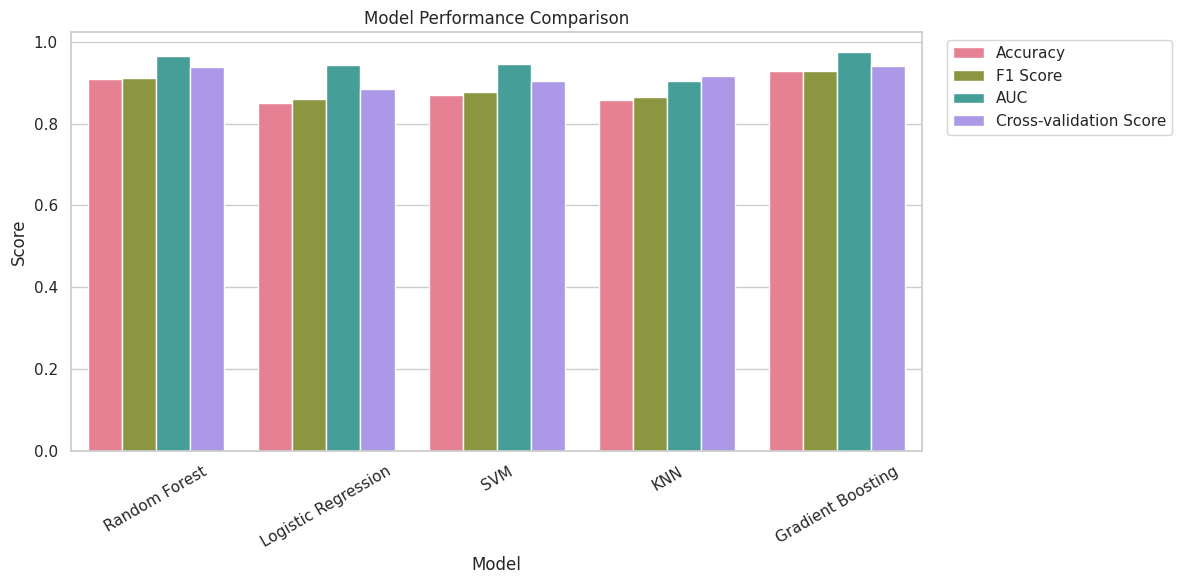 Model Performance Comparison
1.0
0.8
0.6
0.4
0.2
0.0
Score
Random Forest
Logistic Regression
SVM
KNN
Gradient Boosting
Model
Accuracy
F1 Score
AUC
Cross-validation Score